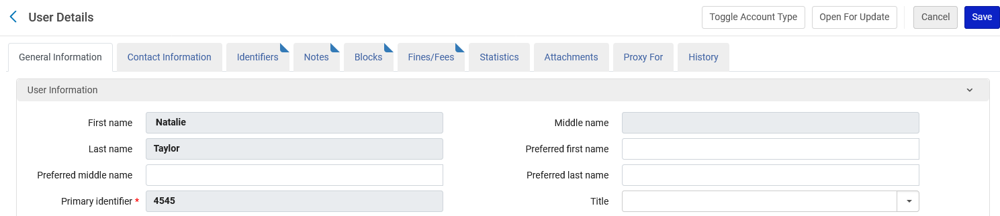 User Details Toggle Account Type Open For Update Cancel Save
General Information Contact Information Identifiers Notes Blocks Fines/Fees Statistics Attachments Proxy For History
User Information
First name Natalie Middle name
Last name Taylor Preferred first name
Preferred middle name Preferred last name
Primary identifier * 4545 Title